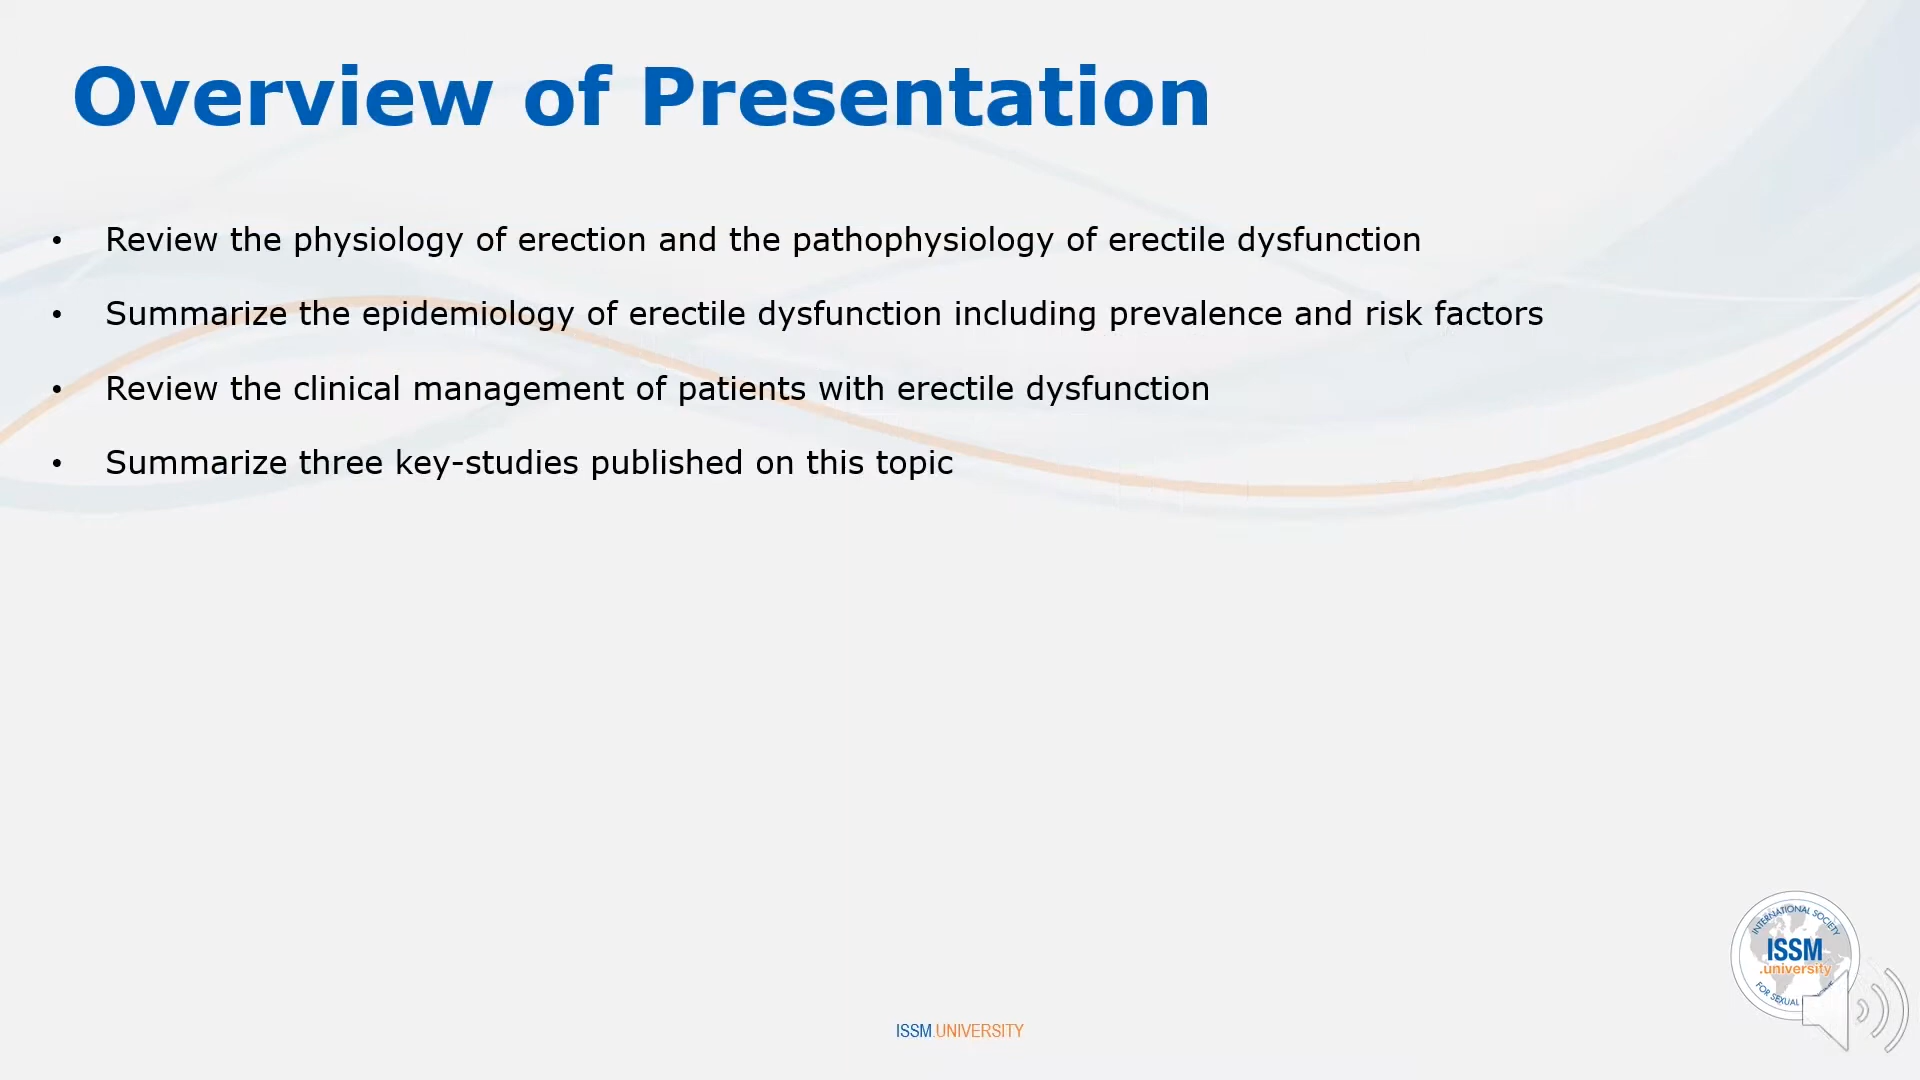 Overview of Presentation
• Review the physiology of erection and the pathophysiology of erectile dysfunction
• Summarize the epidemiology of erectile dysfunction including prevalence and risk factors
• Review the clinical management of patients with erectile dysfunction
• Summarize three key-studies published on this topic
INTERNATIONAL SOCIETY
ISSM
.university
FOR SEXUAL
ISSM.UNIVERSITY